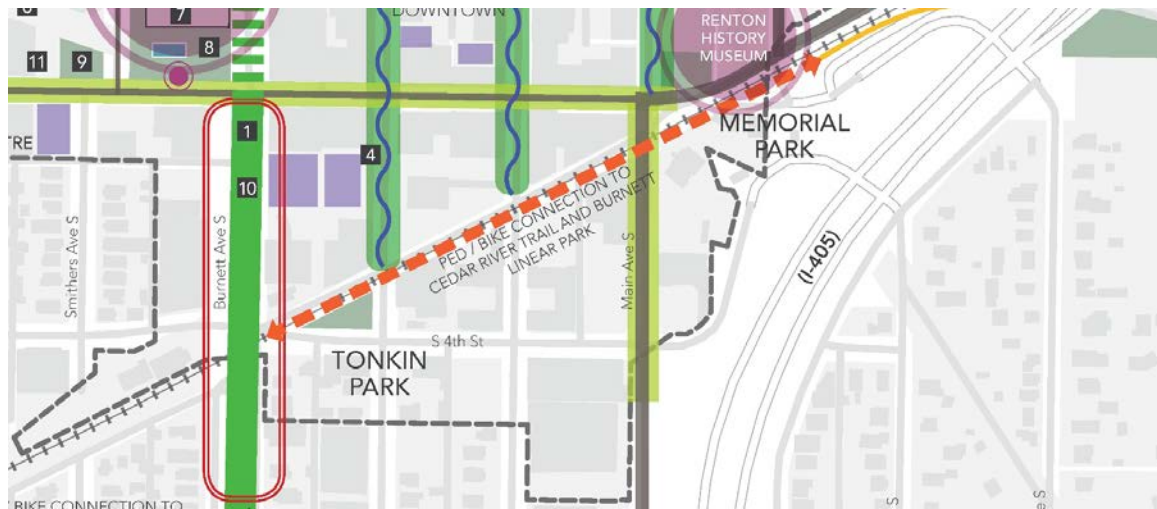 7
DOWNTOWN
8
11
9
RENTON
HISTORY
MUSEUM
TRE
1
4
10
MEMORIAL
PARK
PED / BIKE CONNECTION TO
CEDAR RIVER TRAIL AND BURNETT
LINEAR PARK
Smithers Ave S
Burnett Ave S
Main Ave S
(I-405)
S 4th St
TONKIN
PARK
BIKE CONNECTION TO
S
Ave S